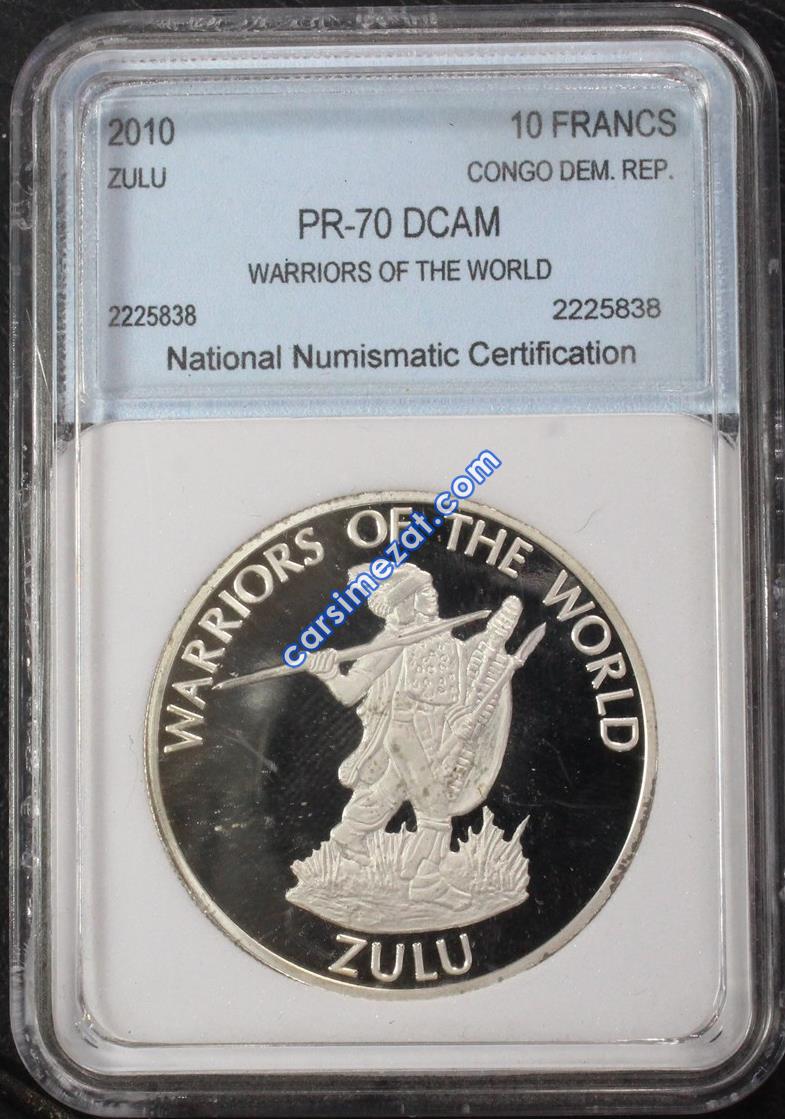 2010 10 FRANCS
ZULU CONGO DEM. REP.
PR-70 DCAM
WARRIORS OF THE WORLD
2225838 2225838
National Numismatic Certification
WARRIORS OF THE WORLD
carsimezat.com
ZULU